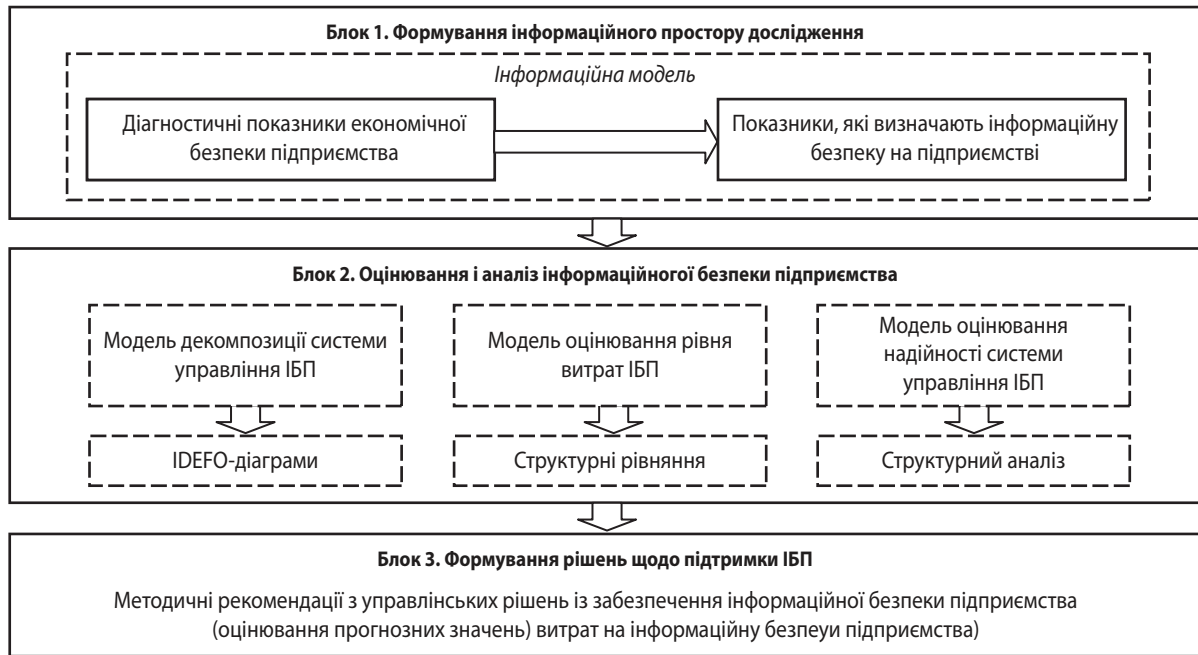 Блок 1. Формування інформаційного простору дослідження
Інформаційна модель
Діагностичні показники економічної
безпеки підприємства
Показники, які визначають інформаційну
безпеку на підприємстві
Блок 2. Оцінювання і аналіз інформаційногої безпеки підприємства
Модель декомпозиції системи
управління ІБП
Модель оцінювання рівня
витрат ІБП
Модель оцінювання
надійності системи
управління ІБП
IDEFO-діаграми
Структурні рівняння
Структурний аналіз
Блок 3. Формування рішень щодо підтримки ІБП
Методичні рекомендації з управлінських рішень із забезпечення інформаційної безпеки підприємства
(оцінювання прогнозних значень) витрат на інформаційну безпеуи підприємства)